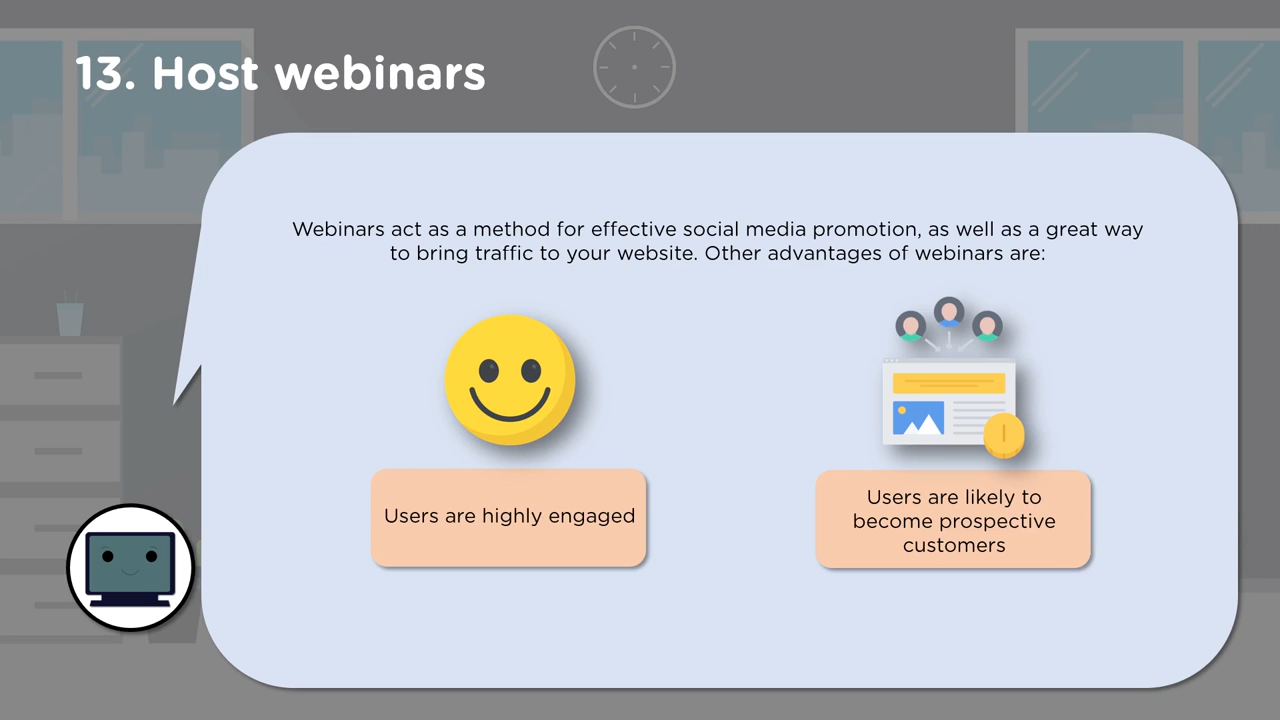 13. Host webinars
Webinars act as a method for effective social media promotion, as well as a great way
to bring traffic to your website. Other advantages of webinars are:
Users are highly engaged
Users are likely to
become prospective
customers